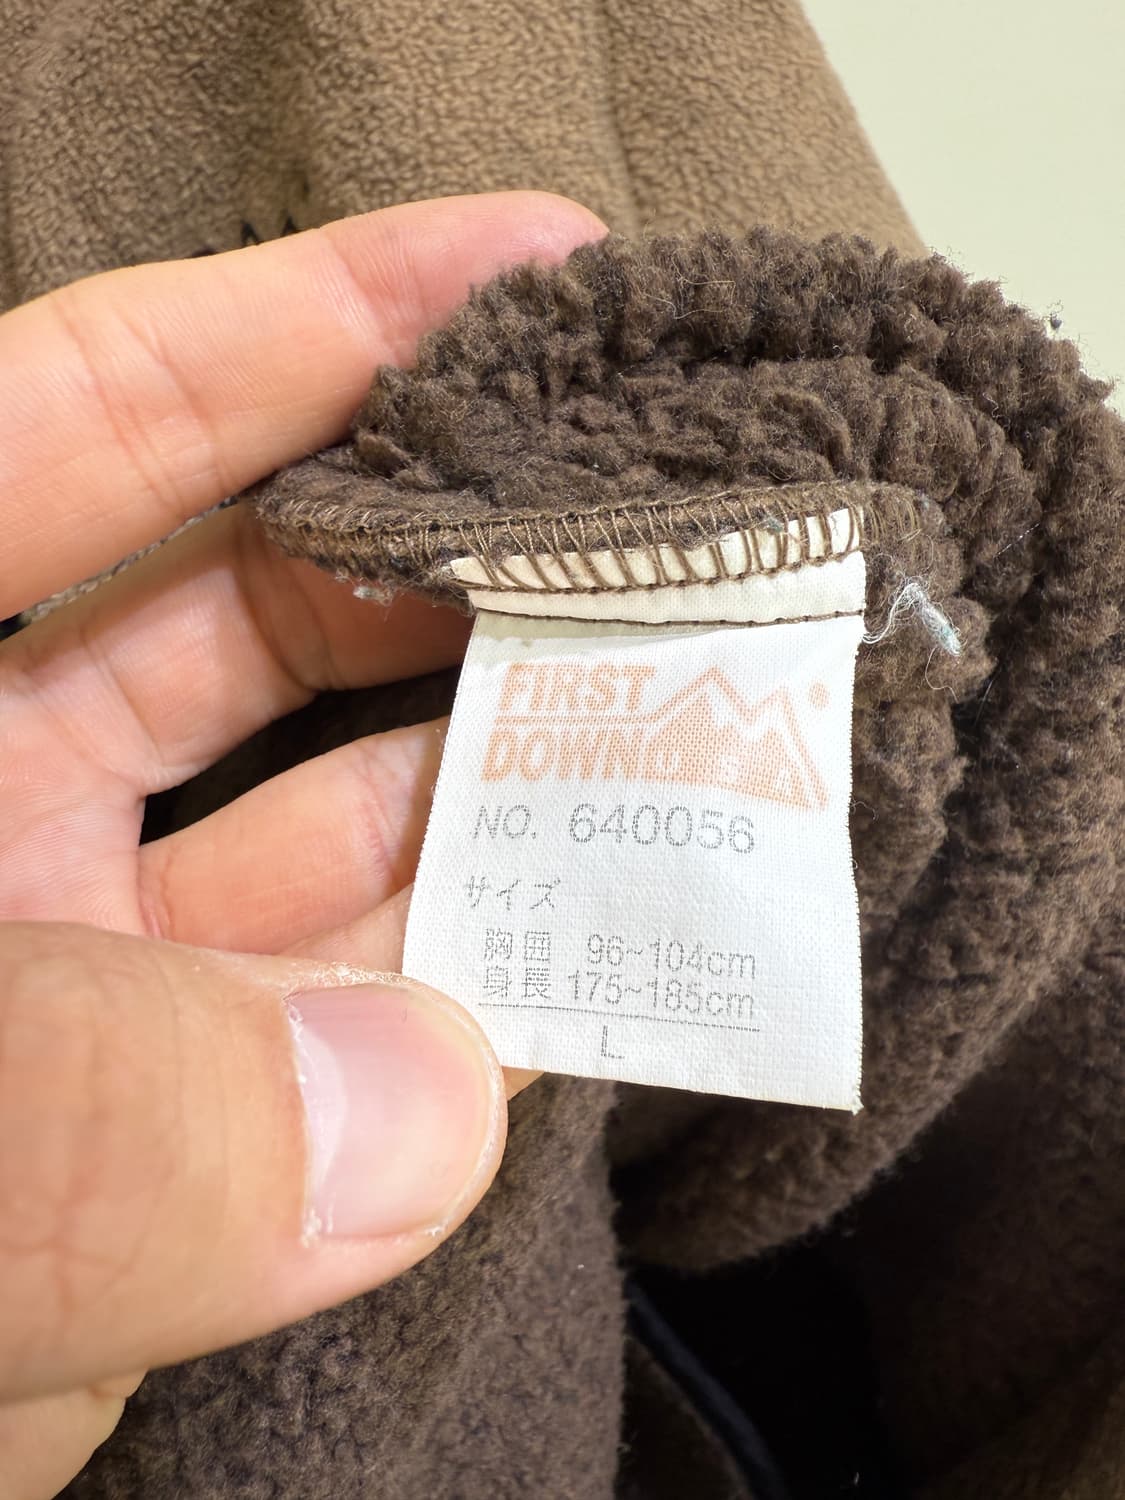 FIRST
DOWN U.S.A
NO. 640056
サイズ
胸囲 96~104cm
身長 175~185cm
L